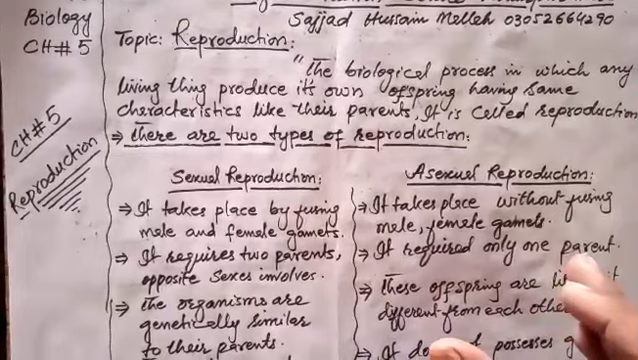 Biology
CH# 5
Sajjad Hussain Melleh 03052664290
Topic: Reproduction:
"The biological process in which any
living thing produce its own offspring having same
characteristics like their parents, It is called reproduction
⇒ There are two types of reproduction:
CH# 5
Reproduction
Sexual Reproduction:
⇒ It takes place by fusing
male and female gamets.
⇒ It requires two parents,
opposite sexes involves.
⇒ The organisms are
genetically similar
to their parents.
Asexual Reproduction:
⇒ It takes place without fusing
male, female gamets.
⇒ It required only one parent.
⇒ These offspring are
different from each other
⇒ It possesses